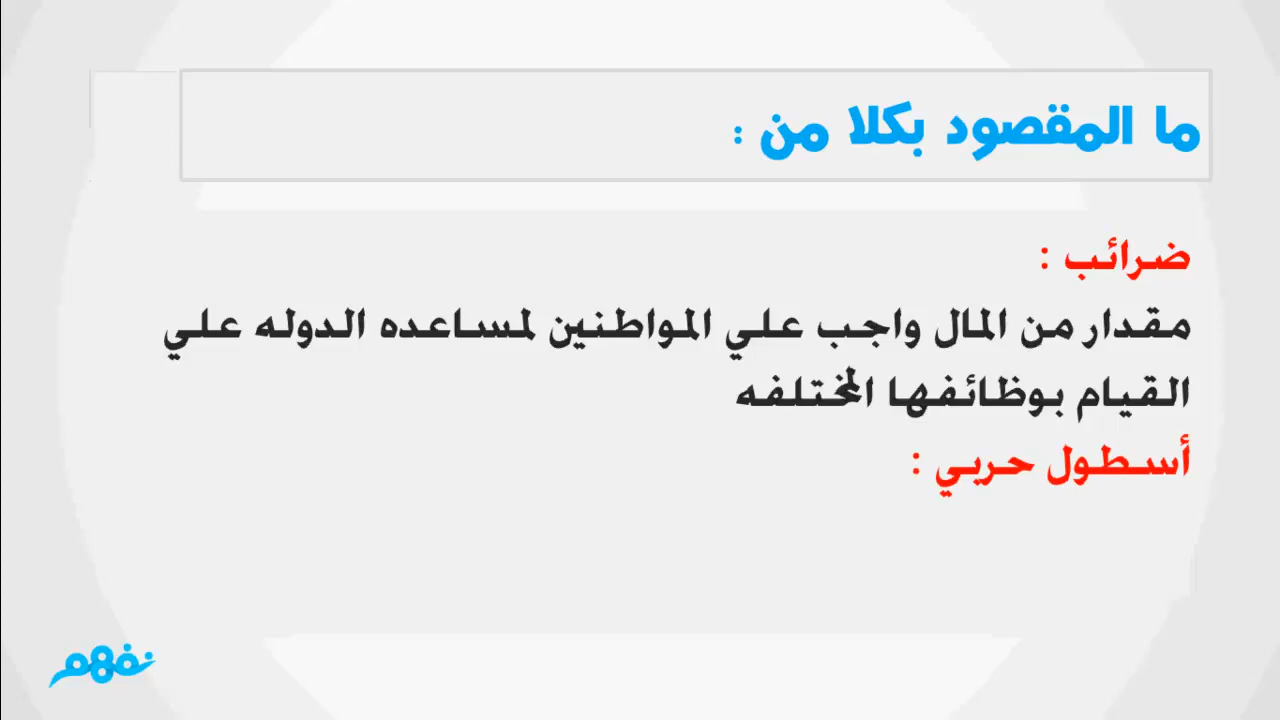 ما المقصود بكلا من :
ضرائب :
مقدار من المال واجب علي المواطنين لمساعده الدوله علي
القيام بوظائفها المختلفه
أسطول حربي :
نفهم